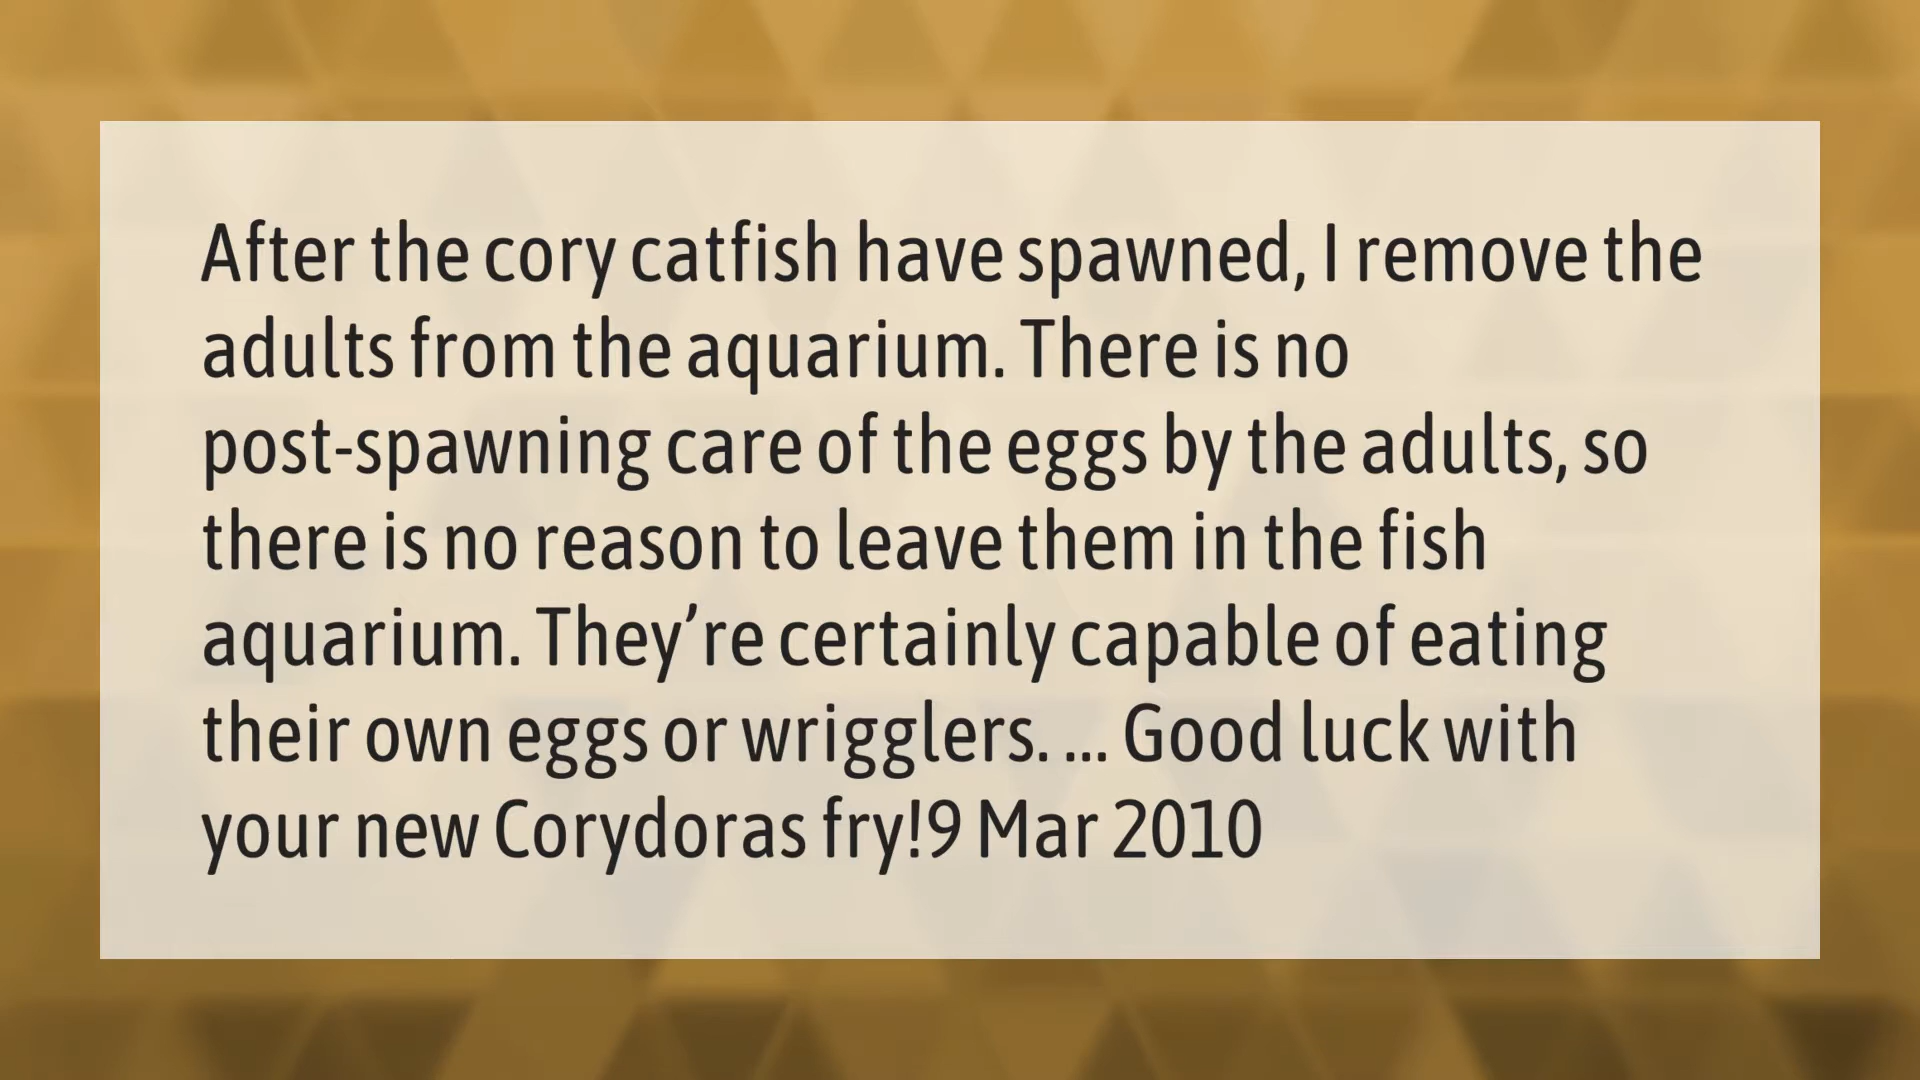 After the cory catfish have spawned, I remove the
adults from the aquarium. There is no
post-spawning care of the eggs by the adults, so
there is no reason to leave them in the fish
aquarium. They’re certainly capable of eating
their own eggs or wrigglers. ... Good luck with
your new Corydoras fry!9 Mar 2010